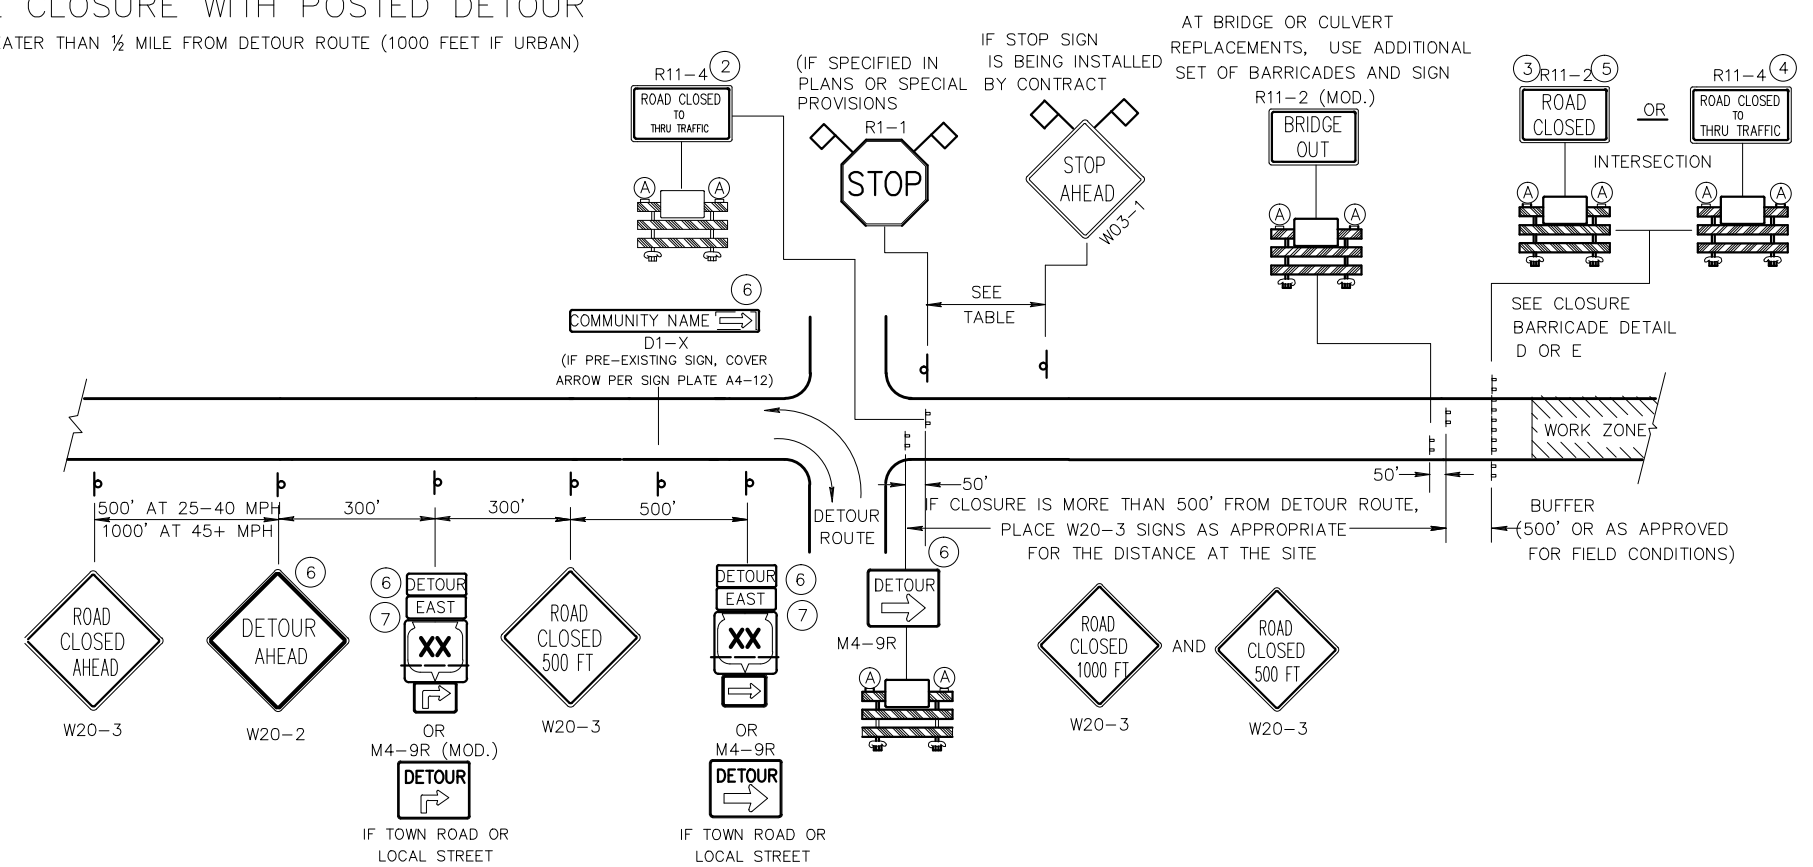 CLOSURE WITH POSTED DETOUR
THAN ½ MILE FROM DETOUR ROUTE (1000 FEET IF URBAN)
R11-4
2
ROAD CLOSED
TO
THRU TRAFFIC
A
A
(IF SPECIFIED IN
PLANS OR SPECIAL
PROVISIONS
R1-1
STOP
IF STOP SIGN
IS BEING INSTALLED
BY CONTRACT
STOP
AHEAD
W03-1
AT BRIDGE OR CULVERT
REPLACEMENTS, USE ADDITIONAL
SET OF BARRICADES AND SIGN
R11-2 (MOD.)
BRIDGE
OUT
A
A
3
R11-2
5
ROAD
CLOSED
OR
R11-4
4
ROAD CLOSED
TO
THRU TRAFFIC
INTERSECTION
A
A
A
A
SEE CLOSURE
BARRICADE DETAIL
D OR E
SEE
TABLE
6
COMMUNITY NAME
D1-X
(IF PRE-EXISTING SIGN, COVER
ARROW PER SIGN PLATE A4-12)
WORK ZONE
500' AT 25-40 MPH
1000' AT 45+ MPH
300'
300'
500'
DETOUR
ROUTE
50'
50'
IF CLOSURE IS MORE THAN 500' FROM DETOUR ROUTE,
PLACE W20-3 SIGNS AS APPROPRIATE
FOR THE DISTANCE AT THE SITE
BUFFER
(500' OR AS APPROVED
FOR FIELD CONDITIONS)
ROAD
CLOSED
AHEAD
W20-3
6
DETOUR
AHEAD
W20-2
6
DETOUR
7
EAST
XX
OR
M4-9R (MOD.)
DETOUR
IF TOWN ROAD OR
LOCAL STREET
ROAD
CLOSED
500 FT
W20-3
DETOUR
6
EAST
7
XX
OR
M4-9R
DETOUR
IF TOWN ROAD OR
LOCAL STREET
6
DETOUR
M4-9R
A
A
ROAD
CLOSED
1000 FT
W20-3
AND
ROAD
CLOSED
500 FT
W20-3